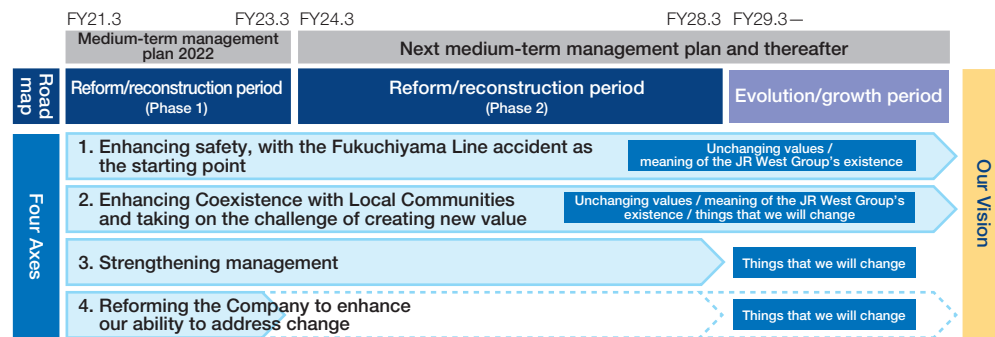 FY21.3
FY23.3
FY24.3
FY28.3
FY29.3—
Medium-term management
plan 2022
Next medium-term management plan and thereafter
Road
map
Reform/reconstruction period
(Phase 1)
Reform/reconstruction period
(Phase 2)
Evolution/growth period
Four Axes
1. Enhancing safety, with the Fukuchiyama Line accident as
the starting point
Unchanging values /
meaning of the JR West Group's existence
2. Enhancing Coexistence with Local Communities
and taking on the challenge of creating new value
Unchanging values / meaning of the JR West Group's
existence / things that we will change
3. Strengthening management
Things that we will change
4. Reforming the Company to enhance
our ability to address change
Things that we will change
Our Vision